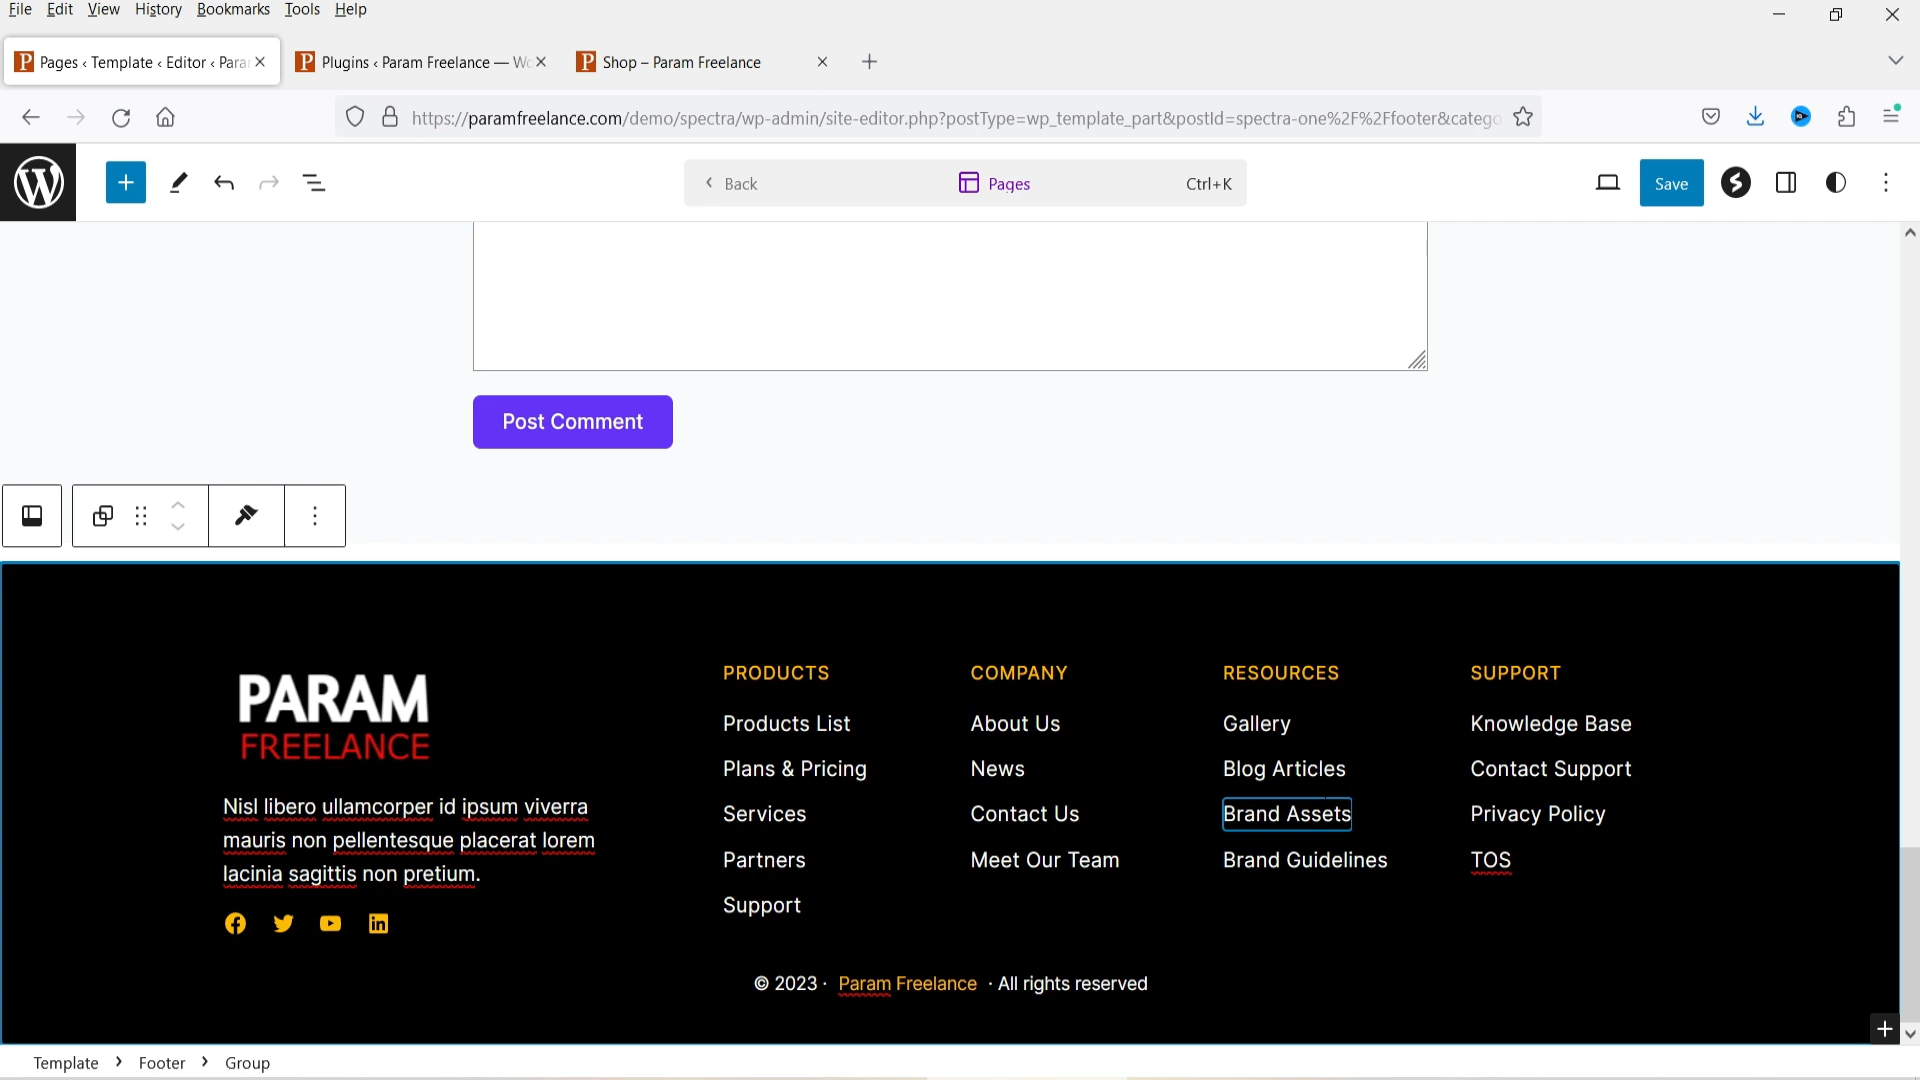 File Edit View History Bookmarks Tools Help
Pages ‹ Template ‹ Editor ‹ Para
Plugins ‹ Param Freelance — Wo
Shop – Param Freelance
https://paramfreelance.com/demo/spectra/wp-admin/site-editor.php?postType=wp_template_part&postId=spectra-one%2F%2Ffooter&catego
Back
Pages
Ctrl+K
Save
Post Comment
PARAM
FREELANCE
Nisl libero ullamcorper id ipsum viverra
mauris non pellentesque placerat lorem
lacinia sagittis non pretium.
PRODUCTS
Products List
Plans & Pricing
Services
Partners
Support
COMPANY
About Us
News
Contact Us
Meet Our Team
RESOURCES
Gallery
Blog Articles
Brand Assets
Brand Guidelines
SUPPORT
Knowledge Base
Contact Support
Privacy Policy
TOS
© 2023 · Param Freelance · All rights reserved
Template › Footer › Group